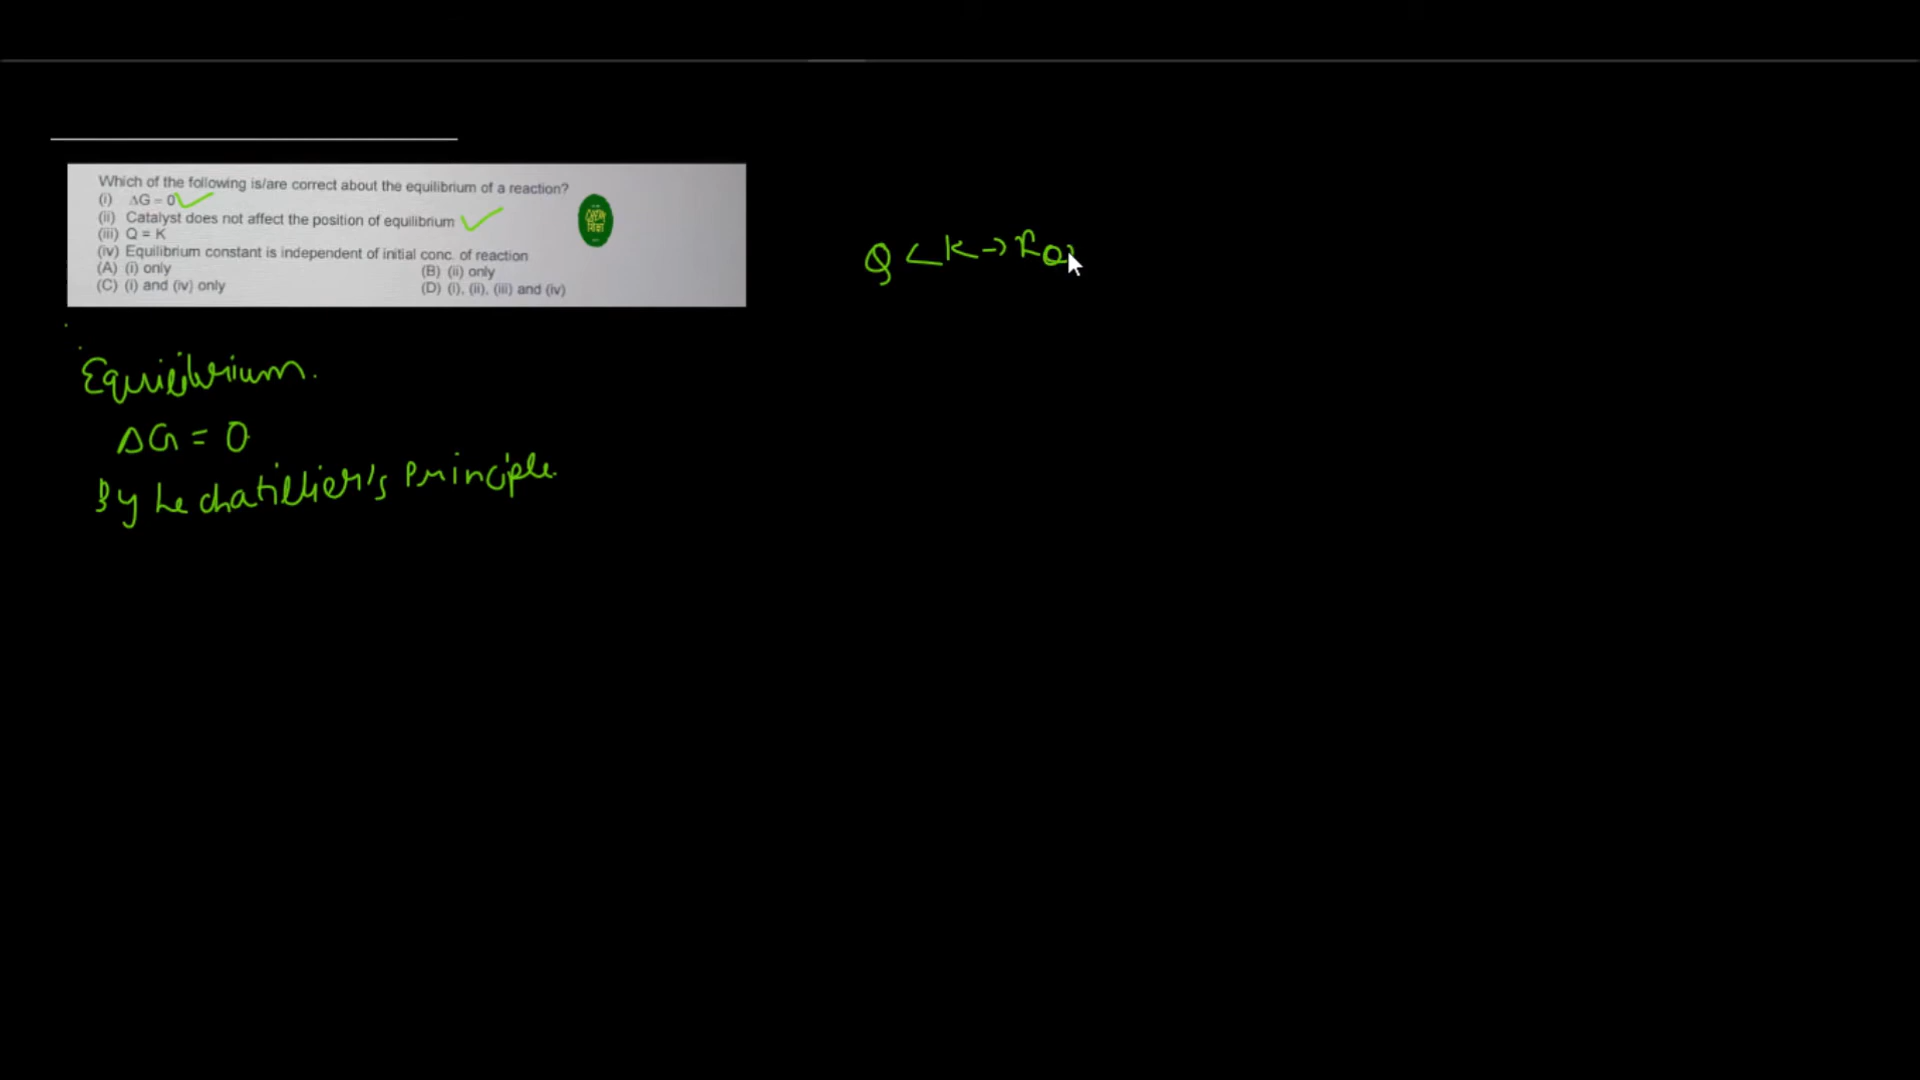 Which of the following is/are correct about the equilibrium of a reaction?
(i) ΔG = 0
(ii) Catalyst does not affect the position of equilibrium
(iii) Q = K
(iv) Equilibrium constant is independent of initial conc. of reaction
(A) (i) only (B) (ii) only
(C) (i) and (iv) only (D) (i), (ii), (iii) and (iv)
Q < K →
Equilibrium.
ΔG = 0
By Le chatillier's Principle.